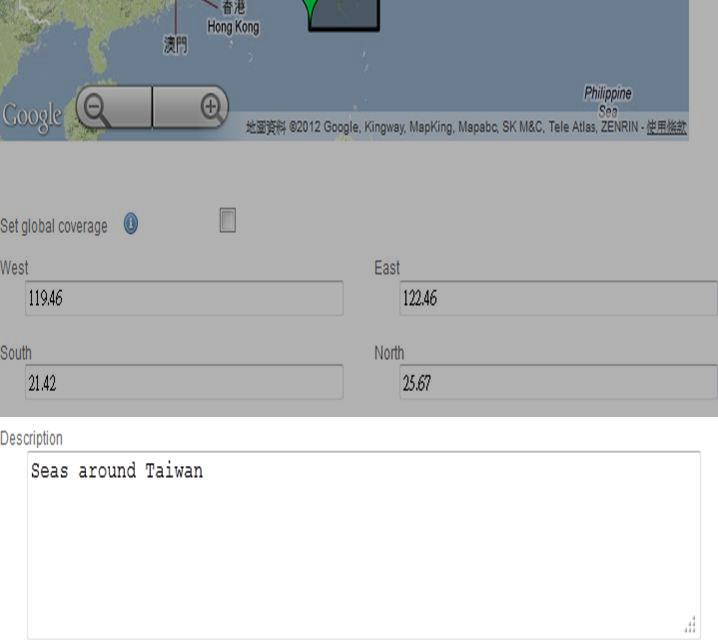 香港
Hong Kong
澳門
Philippine
Sea
Google
地圖資料 ©2012 Google, Kingway, MapKing, Mapabc, SK M&C, Tele Atlas, ZENRIN - 使用條款
Set global coverage
West
East
119.46
122.46
South
North
21.42
25.67
Description
Seas around Taiwan